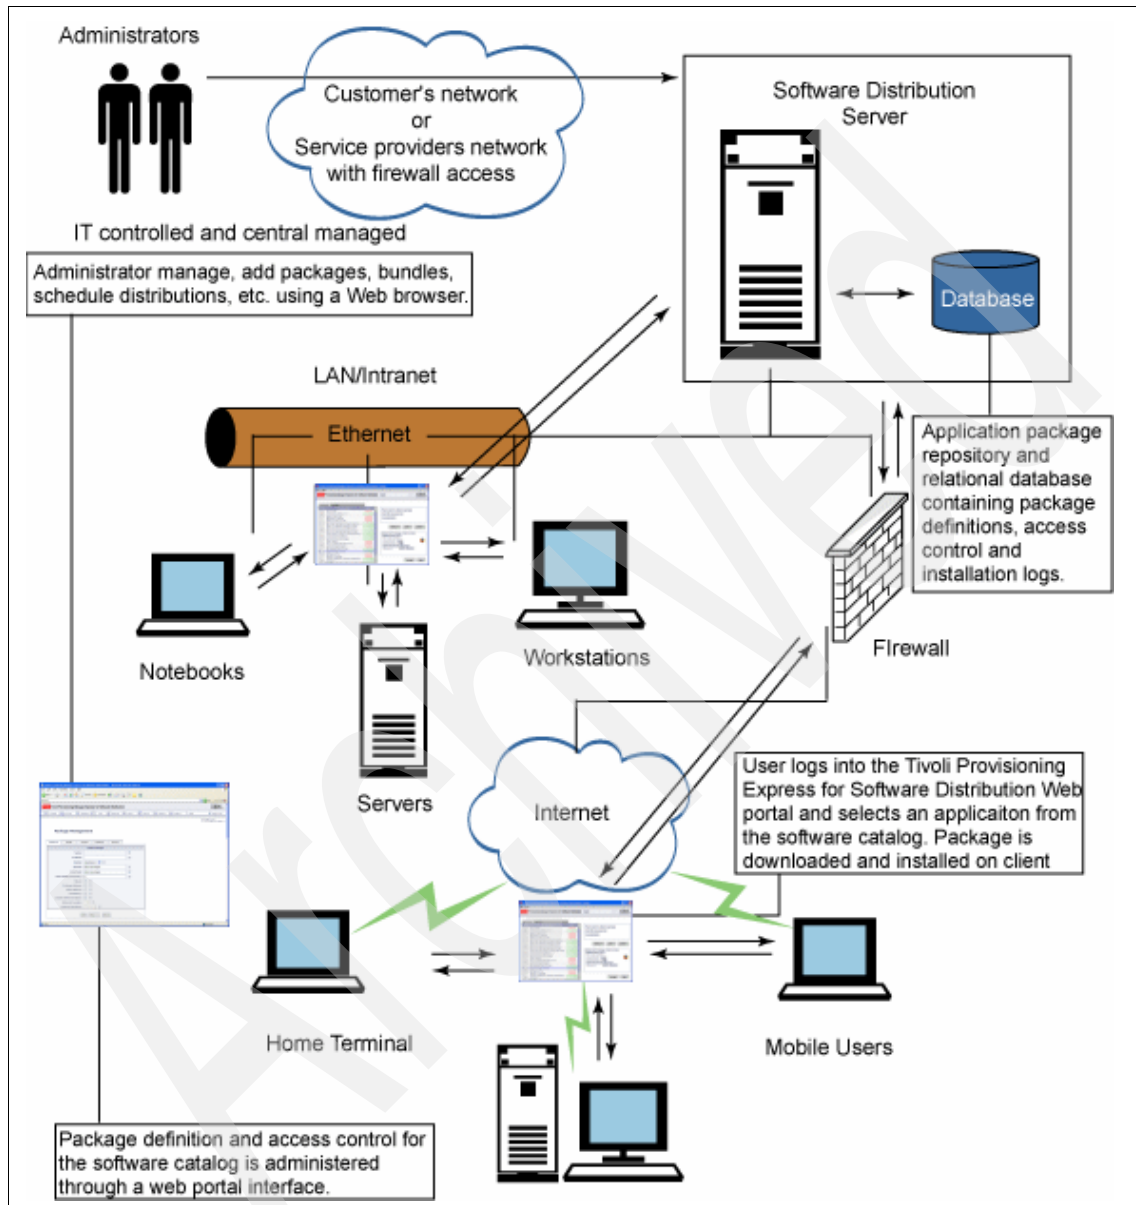 Administrators
Customer's network
or
Service providers network
with firewall access
Software Distribution
Server
IT controlled and central managed
Administrator manage, add packages, bundles,
schedule distributions, etc. using a Web browser.
Database
LAN/Intranet
Ethernet
Application package
repository and
relational database
containing package
definitions, access
control and
installation logs.
FIrewall
Notebooks
Workstations
Servers
Internet
User logs into the Tivoli Provisioning
Express for Software Distribution Web
portal and selects an applicaiton from
the software catalog. Package is
downloaded and installed on client
Home Terminal
Mobile Users
Package definition and access control for
the software catalog is administered
through a web portal interface.
Archived